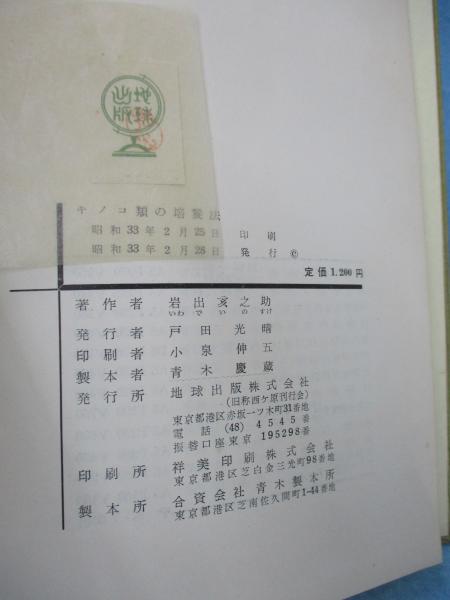 地球出版
キノコ類の培養法
昭和33年2月25日 印刷
昭和33年2月28日 発行 ©
定価1.200円
著作者 岩出亥之助
いわでいのすけ
発行者 戸田光晴
印刷者 小泉伸五
製本者 青木慶蔵
発行所 地球出版株式会社
(旧称西ケ原刊行会)
東京都港区赤坂一ツ木町31番地
電話 (48) 4545番
振替口座東京 195298番
印刷所 祥美印刷株式会社
東京都港区芝白金三光町98番地
製本所 合資会社 青木製本所
東京都港区芝南佐久間町1-44番地